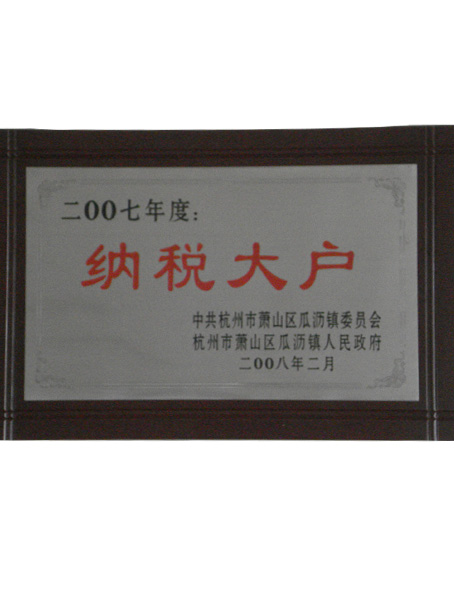 二00七年度:
纳税大户
中共杭州市萧山区瓜沥镇委员会
杭州市萧山区瓜沥镇人民政府
二00八年二月